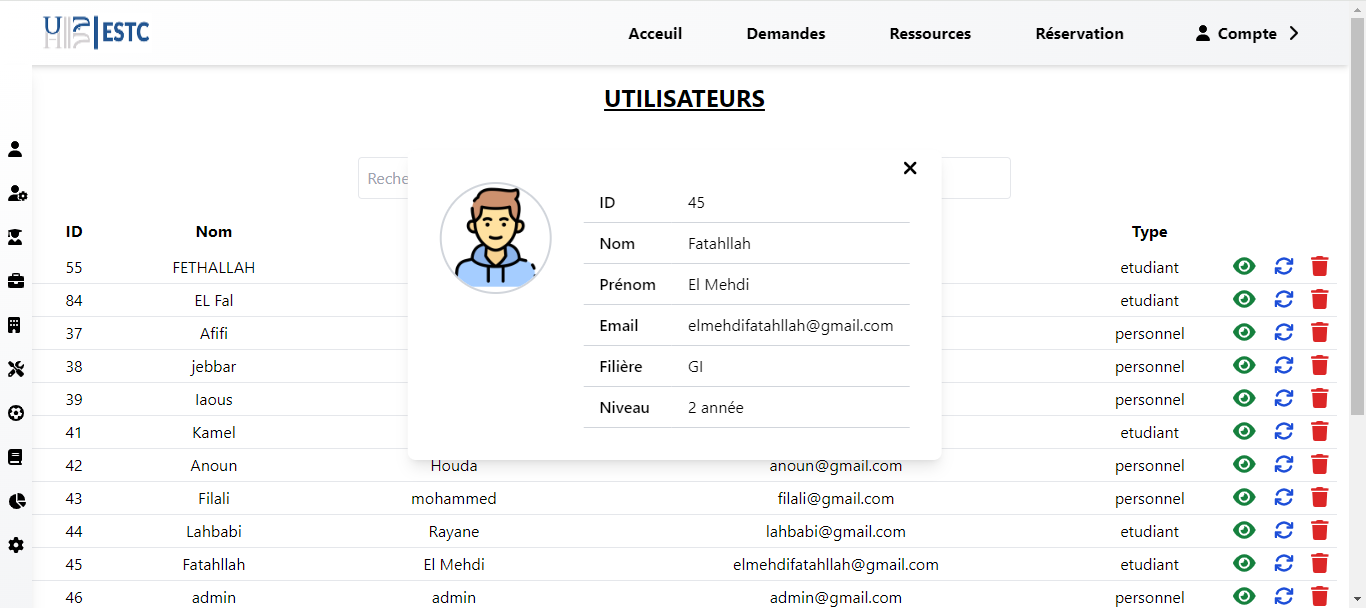 UH2C ESTC
Acceuil Demandes Ressources Réservation Compte
UTILISATEURS
Reche
ID 45
Nom Fatahllah
Prénom El Mehdi
Email elmehdifatahllah@gmail.com
Filière GI
Niveau 2 année
ID Nom Type
55 FETHALLAH etudiant
84 EL Fal etudiant
37 Afifi personnel
38 jebbar personnel
39 Iaous personnel
41 Kamel etudiant
42 Anoun Houda anoun@gmail.com personnel
43 Filali mohammed filali@gmail.com personnel
44 Lahbabi Rayane lahbabi@gmail.com etudiant
45 Fatahllah El Mehdi elmehdifatahllah@gmail.com etudiant
46 admin admin admin@gmail.com personnel